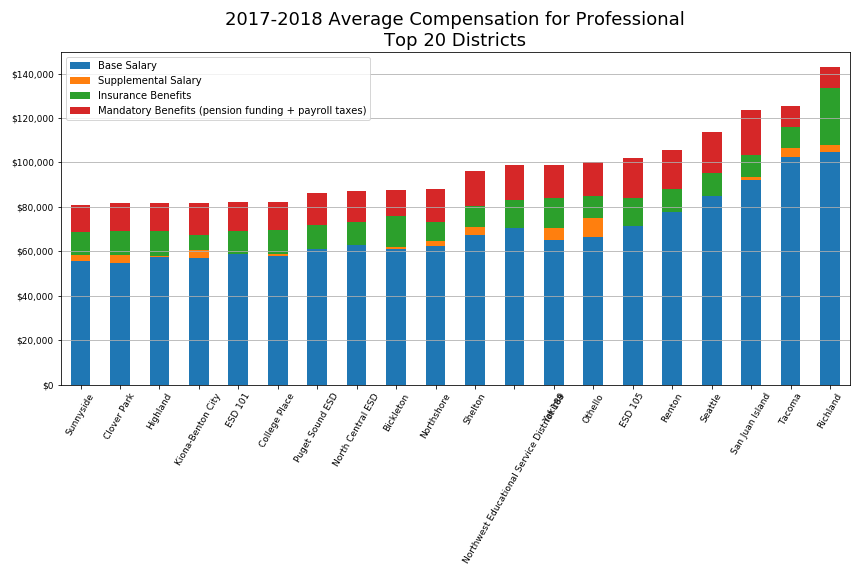 2017-2018 Average Compensation for Professional
Top 20 Districts
Base Salary
Supplemental Salary
Insurance Benefits
Mandatory Benefits (pension funding + payroll taxes)
$140,000
$120,000
$100,000
$80,000
$60,000
$40,000
$20,000
$0
Sunnyside
Clover Park
Highland
Kiona-Benton City
ESD 101
College Place
Puget Sound ESD
North Central ESD
Bickleton
Northshore
Shelton
Northwest Educational Service District 189
Othello
ESD 105
Renton
Seattle
San Juan Island
Tacoma
Richland